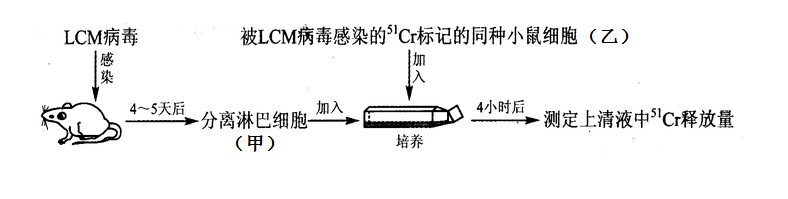 LCM病毒
被LCM病毒感染的⁵¹Cr标记的同种小鼠细胞（乙）
感染
加入
4～5天后
分离淋巴细胞
（甲）
加入
培养
4小时后
测定上清液中⁵¹Cr释放量